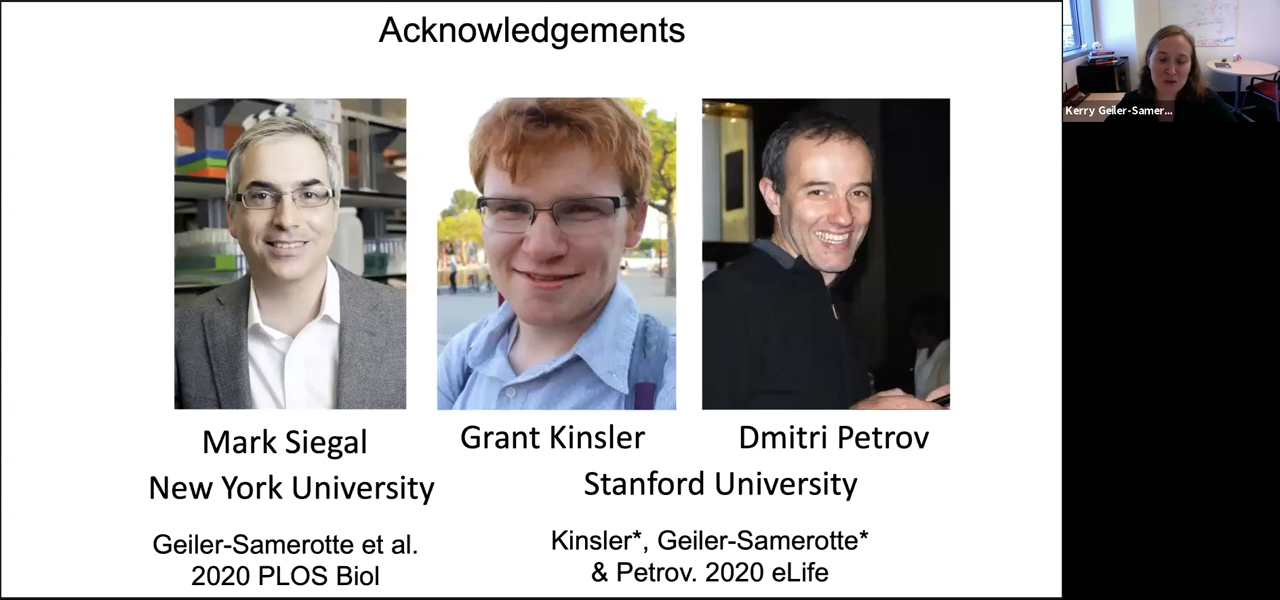 Acknowledgements
Kerry Geiler-Samer...
Mark Siegal
Grant Kinsler
Dmitri Petrov
New York University
Stanford University
Geiler-Samerotte et al.
2020 PLOS Biol
Kinsler*, Geiler-Samerotte*
& Petrov. 2020 eLife